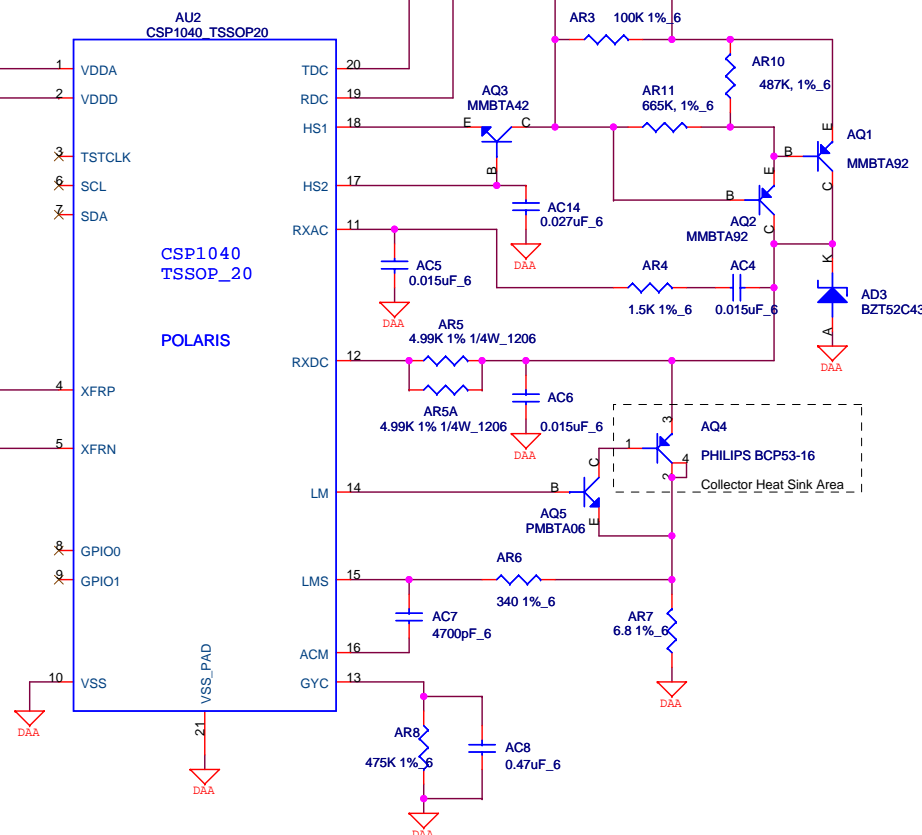 AU2
CSP1040_TSSOP20
AR3 100K 1%_6
1 VDDA
2 VDDD
3 TSTCLK
6 SCL
7 SDA
4 XFRP
5 XFRN
8 GPIO0
9 GPIO1
10 VSS
DAA
VSS_PAD
21
DAA
CSP1040
TSSOP_20
POLARIS
TDC 20
RDC 19
HS1 18
HS2 17
RXAC 11
RXDC 12
LM 14
LMS 15
ACM 16
GYC 13
AQ3
MMBTA42
E
C
B
AC14
0.027uF_6
DAA
AR11
665K, 1%_6
AR10
487K, 1%_6
E
B
C
AQ1
MMBTA92
E
B
C
AQ2
MMBTA92
AC5
0.015uF_6
DAA
AR4
1.5K 1%_6
AC4
0.015uF_6
K
A
AD3
BZT52C43
DAA
AR5
4.99K 1% 1/4W_1206
AR5A
4.99K 1% 1/4W_1206
AC6
0.015uF_6
DAA
3
1
4
2
AQ4
PHILIPS BCP53-16
Collector Heat Sink Area
C
B
E
AQ5
PMBTA06
AR6
340 1%_6
AC7
4700pF_6
AR7
6.8 1%_6
DAA
AR8
475K 1%_6
AC8
0.47uF_6
DAA